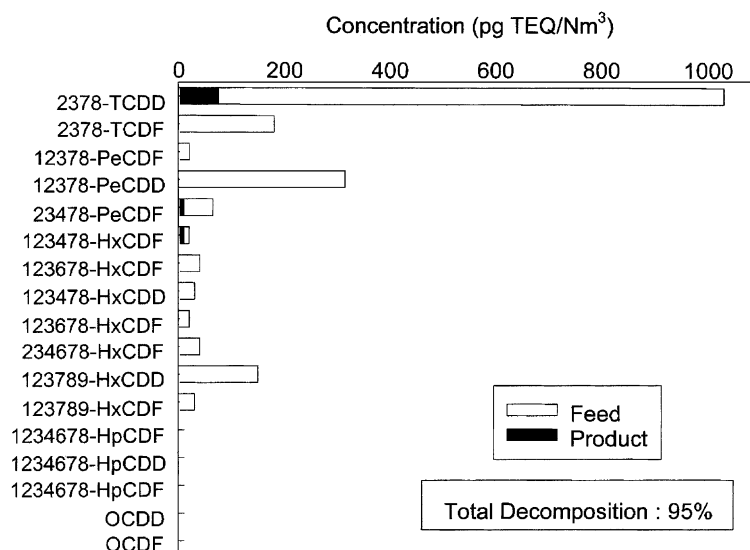 Concentration (pg TEQ/Nm³)
0 200 400 600 800 1000
2378-TCDD
2378-TCDF
12378-PeCDF
12378-PeCDD
23478-PeCDF
123478-HxCDF
123678-HxCDF
123478-HxCDD
123678-HxCDF
234678-HxCDF
123789-HxCDD
123789-HxCDF
1234678-HpCDF
1234678-HpCDD
1234678-HpCDF
OCDD
OCDF
Feed
Product
Total Decomposition : 95%